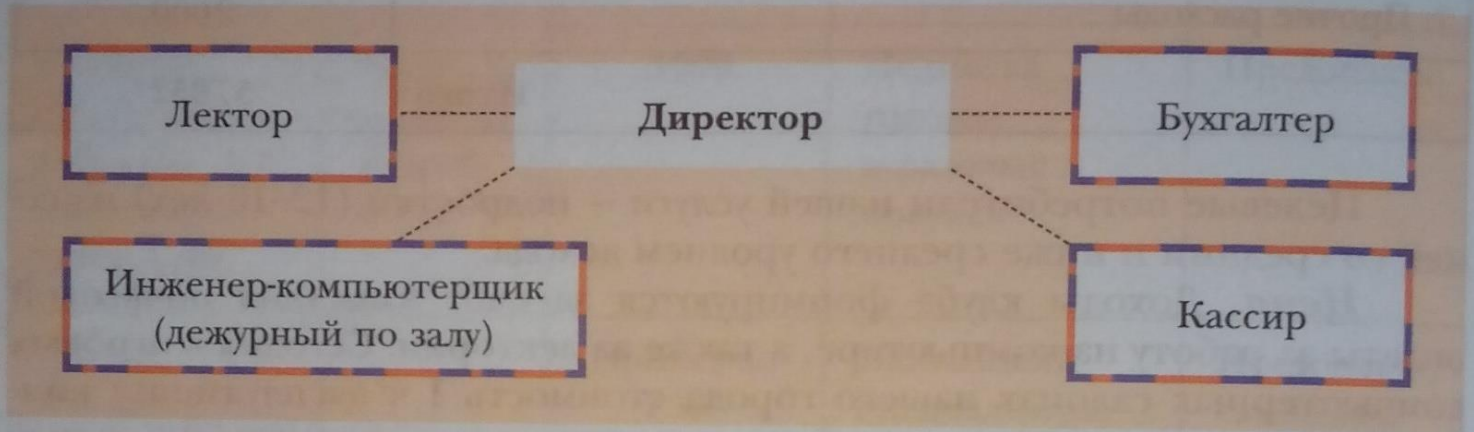 Лектор
Директор
Бухгалтер
Инженер-компьютерщик
(дежурный по залу)
Кассир